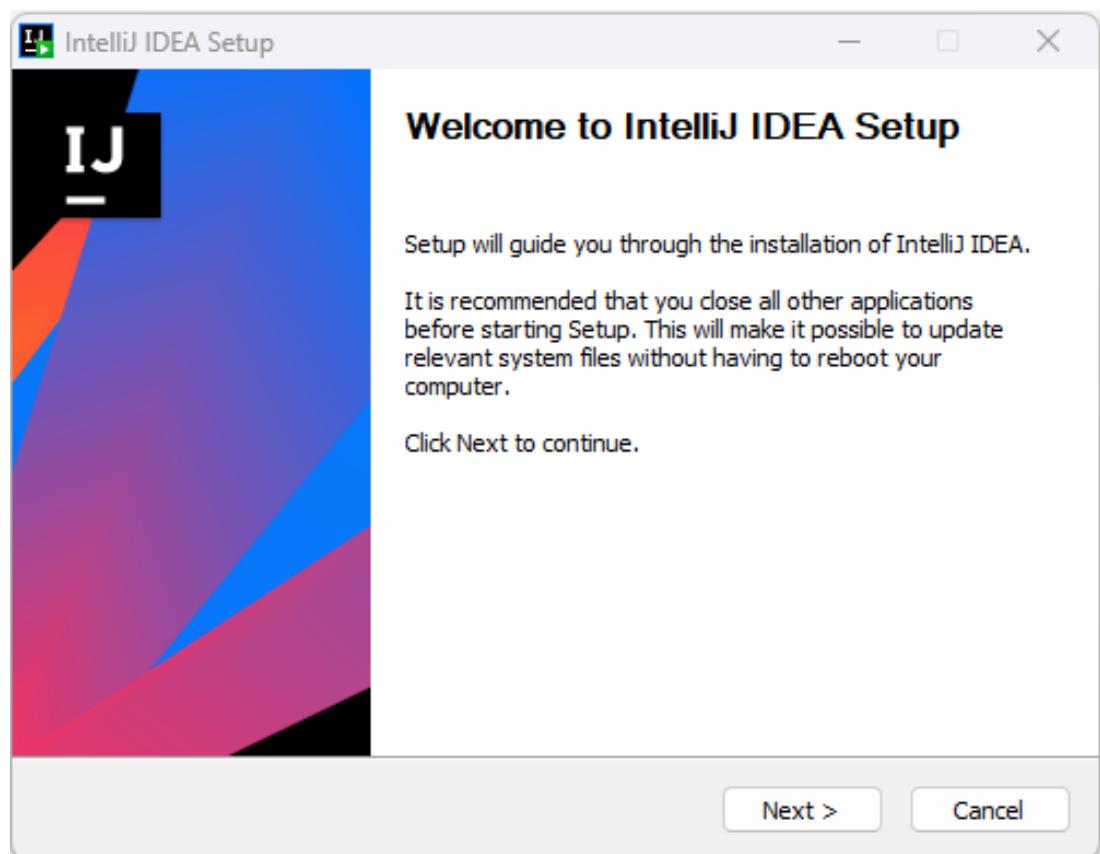 IntelliJ IDEA Setup
IJ
Welcome to IntelliJ IDEA Setup
Setup will guide you through the installation of IntelliJ IDEA.
It is recommended that you close all other applications
before starting Setup. This will make it possible to update
relevant system files without having to reboot your
computer.
Click Next to continue.
Next >
Cancel